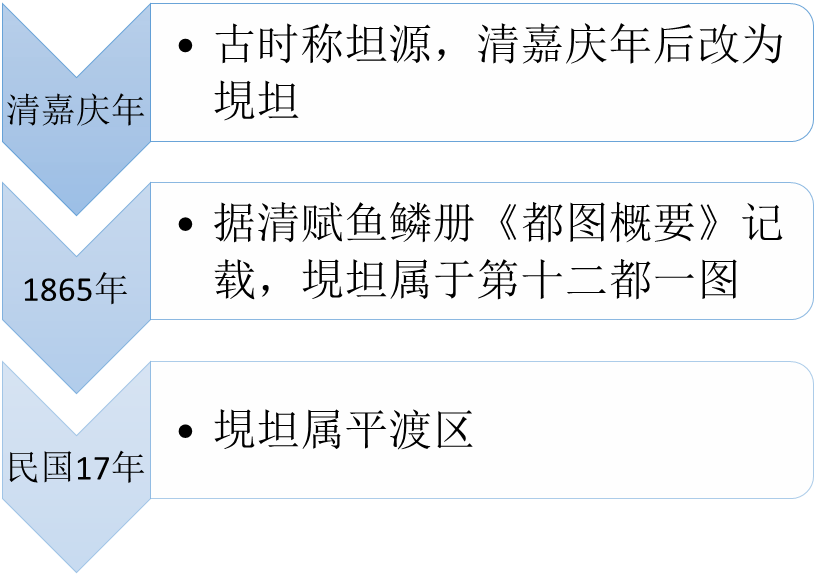 清嘉庆年
• 古时称坦源，清嘉庆年后改为
垷坦
1865年
• 据清赋鱼鳞册《都图概要》记
载，垷坦属于第十二都一图
民国17年
• 垷坦属平渡区